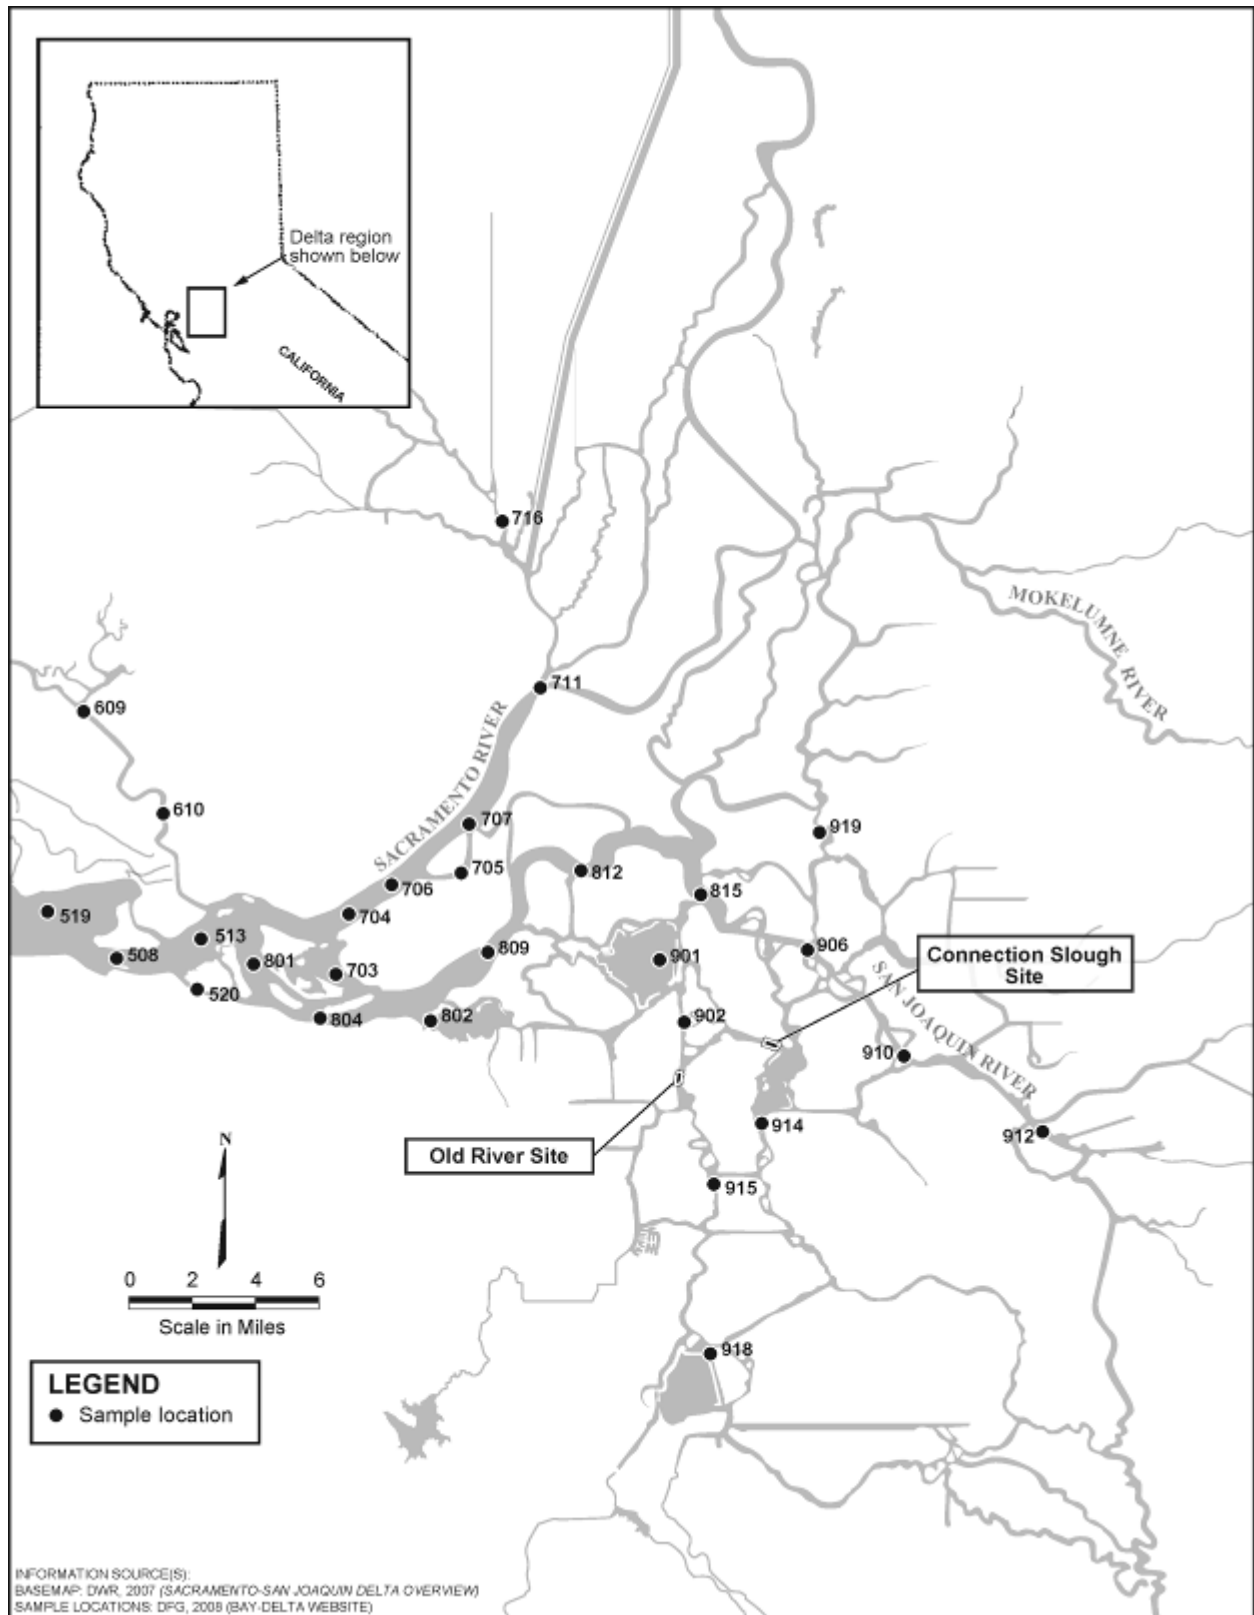 Delta region
shown below
CALIFORNIA
716
MOKELUMNE RIVER
711
609
SACRAMENTO RIVER
610
707
919
812
705
706
815
519
704
513
906
Connection Slough
Site
508
801
809
901
703
SAN JOAQUIN RIVER
520
804
802
902
910
914
912
N
Old River Site
915
0 2 4 6
Scale in Miles
918
LEGEND
Sample location
INFORMATION SOURCE(S):
BASEMAP: DWR, 2007 (SACRAMENTO-SAN JOAQUIN DELTA OVERVIEW)
SAMPLE LOCATIONS: DFG, 2008 (BAY-DELTA WEBSITE)